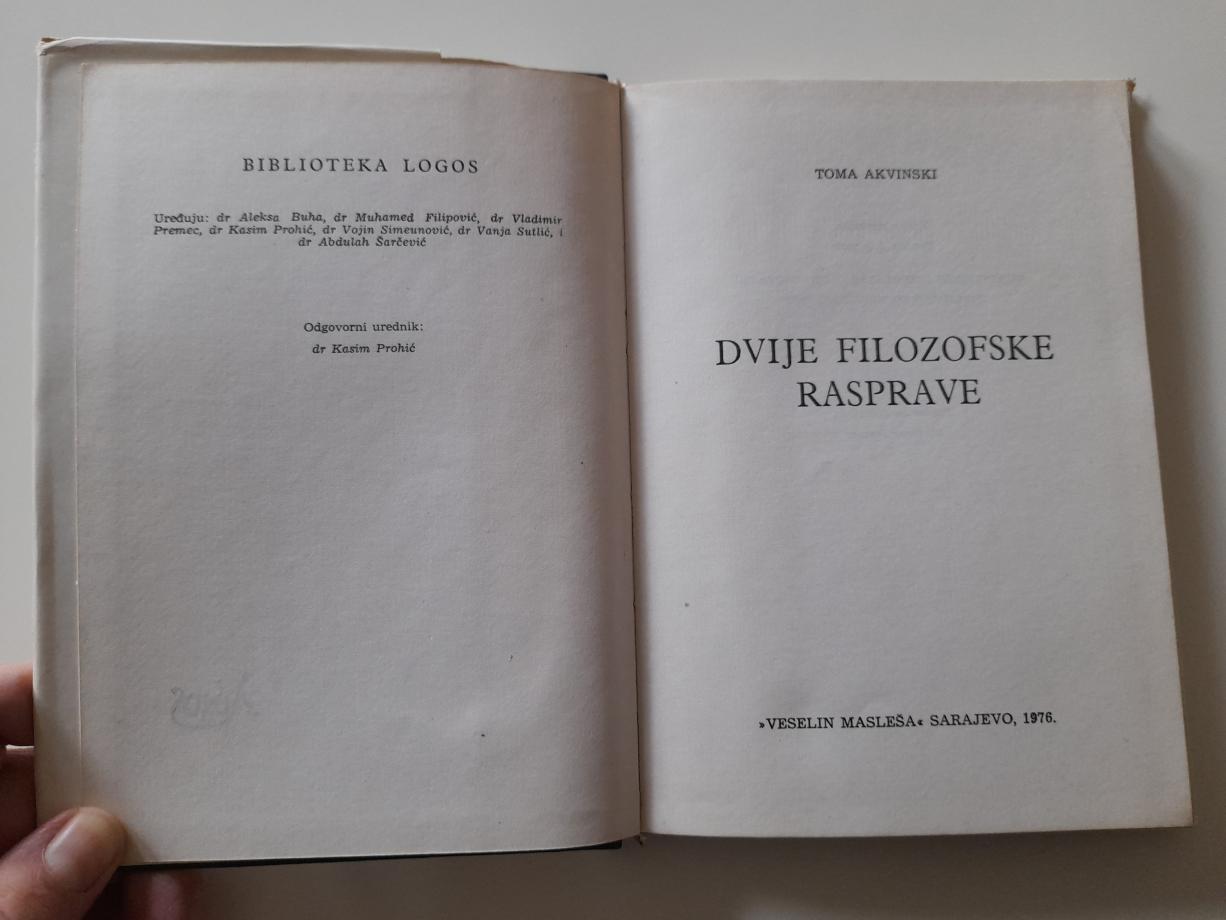 BIBLIOTEKA LOGOS
Uređuju: dr Aleksa Buha, dr Muhamed Filipović, dr Vladimir
Premec, dr Kasim Prohić, dr Vojin Simeunović, dr Vanja Sutlić, i
dr Abdulah Šarčević
Odgovorni urednik:
dr Kasim Prohić
TOMA AKVINSKI
DVIJE FILOZOFSKE
RASPRAVE
»VESELIN MASLEŠA« SARAJEVO, 1976.